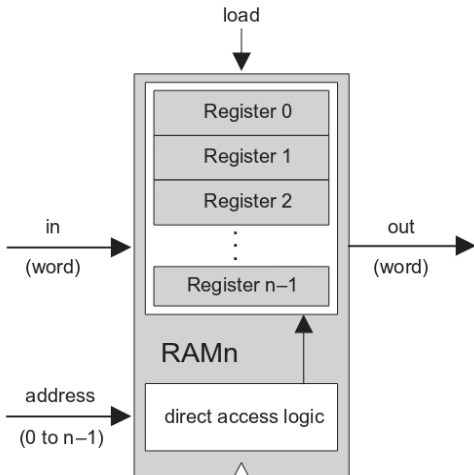 load
Register 0
Register 1
Register 2
in
(word)
out
(word)
Register n–1
RAMn
address
(0 to n–1)
direct access logic